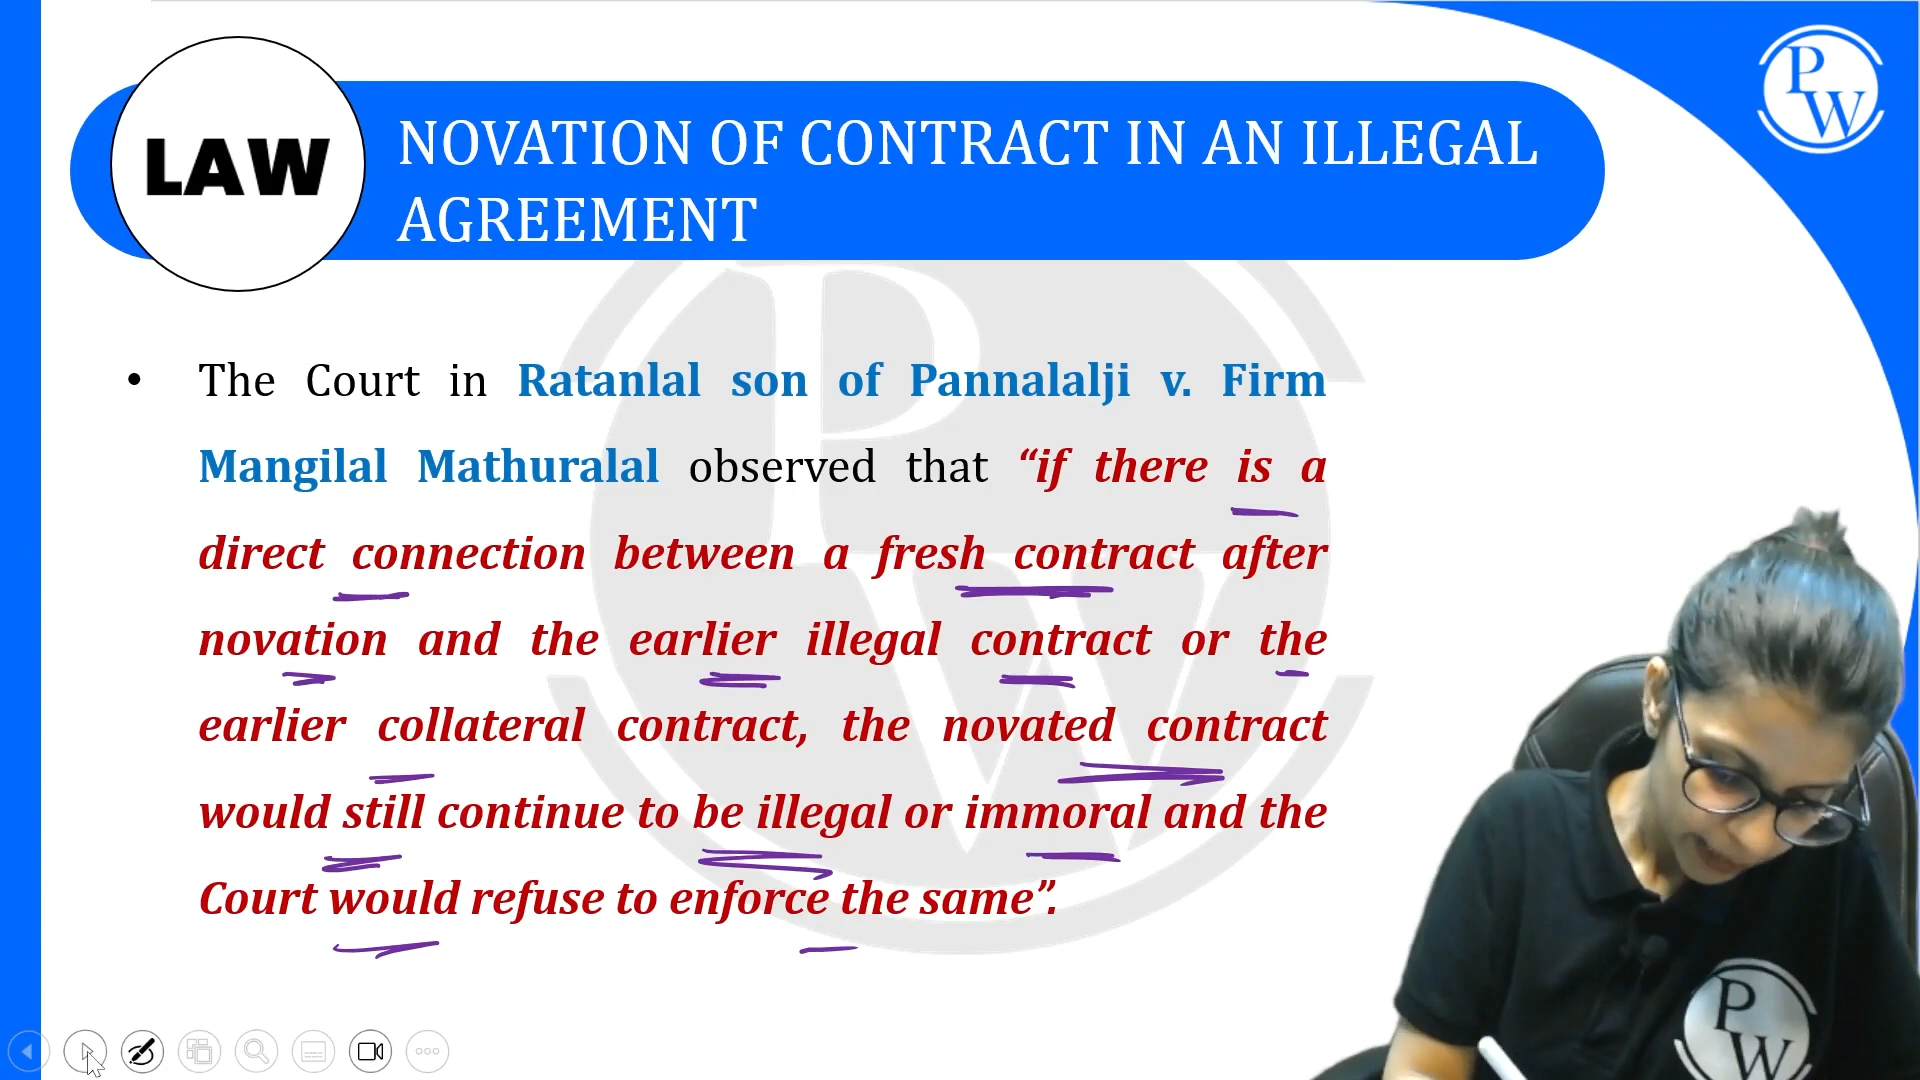 LAW
NOVATION OF CONTRACT IN AN ILLEGAL
AGREEMENT
PW
• The Court in Ratanlal son of Pannalalji v. Firm
Mangilal Mathuralal observed that “if there is a
direct connection between a fresh contract after
novation and the earlier illegal contract or the
earlier collateral contract, the novated contract
would still continue to be illegal or immoral and the
Court would refuse to enforce the same”.
PW